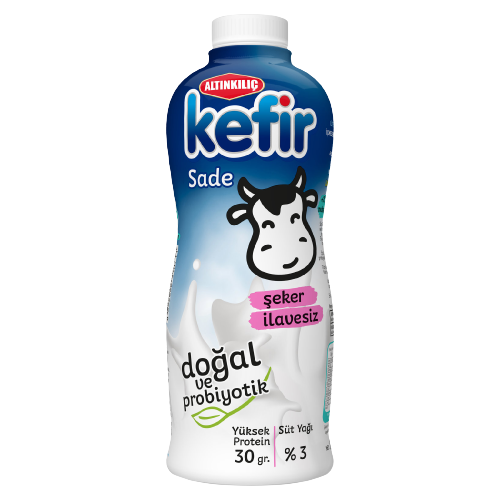 ALTINKILIÇ
kefir
Sade
şeker
ilavesiz
doğal
ve
probiyotik
Yüksek
Protein
30 gr.
Süt Yağı
% 3